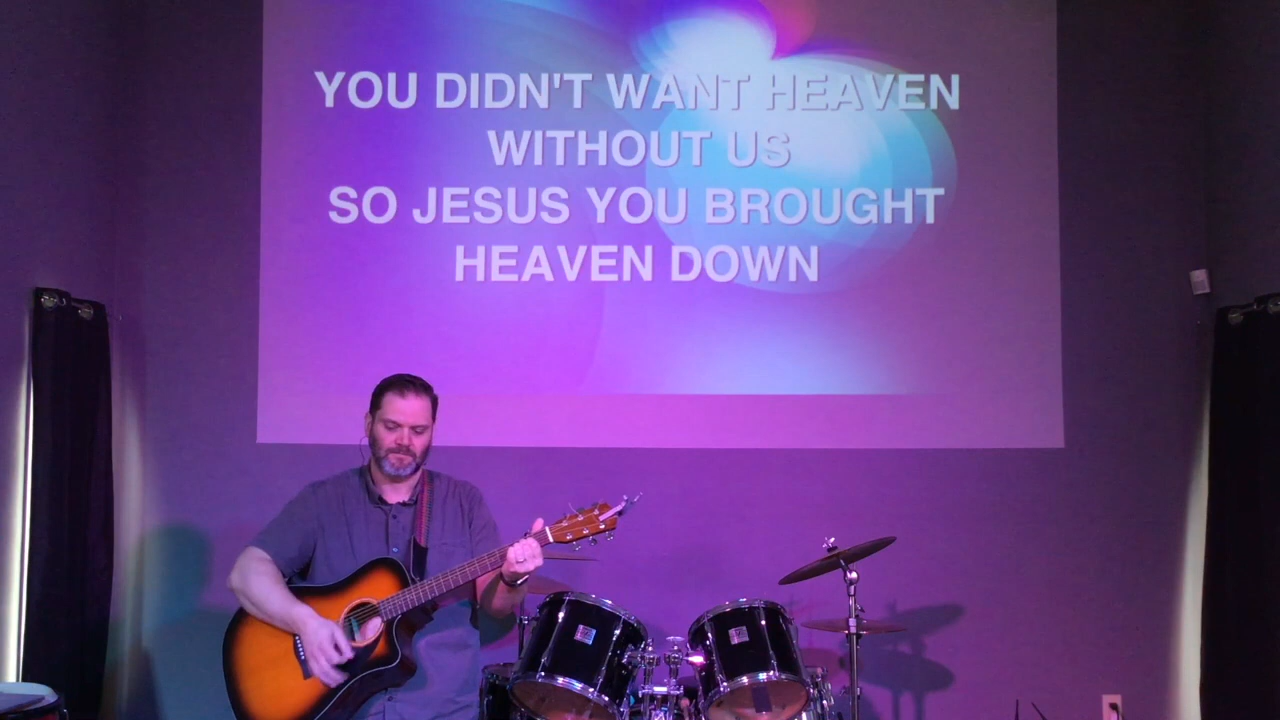 YOU DIDN'T WANT HEAVEN
WITHOUT US
SO JESUS YOU BROUGHT
HEAVEN DOWN